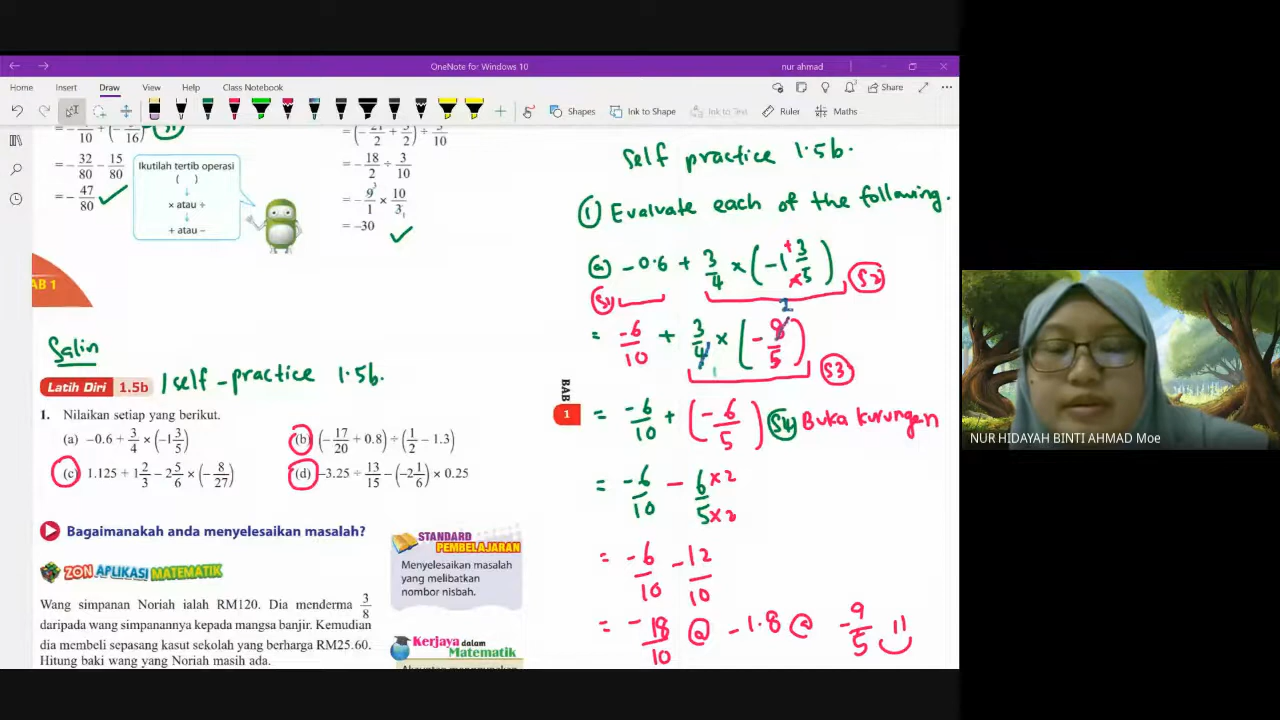 OneNote for Windows 10
nur ahmad
Home Insert Draw View Help Class Notebook
Share
Shapes Ink to Shape Ink to Text Ruler Maths
= -32/80 - 15/80
= -47/80
Ikutilah tertib operasi
( )
↓
× atau ÷
↓
+ atau −
= -18/2 ÷ 3/10
= -9/1 × 10/3
= -30
BAB 1
Salin
Latih Diri 1.5b / self-practice 1.5b.
1. Nilaikan setiap yang berikut.
(a) −0.6 + 3/4 × (−1 3/5)
(b) (−17/20 + 0.8) ÷ (1/2 − 1.3)
(c) 1.125 + 1 2/3 − 2 5/6 × (−8/27)
(d) −3.25 ÷ 13/15 − (−2 1/6) × 0.25
Bagaimanakah anda menyelesaikan masalah?
ZON APLIKASI MATEMATIK
Wang simpanan Noriah ialah RM120. Dia menderma 3/8
daripada wang simpanannya kepada mangsa banjir. Kemudian
dia membeli sepasang kasut sekolah yang berharga RM25.60.
Hitung baki wang yang Noriah masih ada.
STANDARD
PEMBELAJARAN
Menyelesaikan masalah
yang melibatkan
nombor nisbah.
Kerjaya dalam
Matematik
BAB
1
Self practice 1.5b.
① Evaluate each of the following.
ⓐ -0.6 + 3/4 × (-1 3/5)
S1 S2
= -6/10 + 3/4 × (-8/5)
S3
= -6/10 + (-6/5) S4 Buka kurungan
= -6/10 - 6×2/5×2
= -6/10 - 12/10
= -18/10 @ -1.8 @ -9/5
NUR HIDAYAH BINTI AHMAD Moe